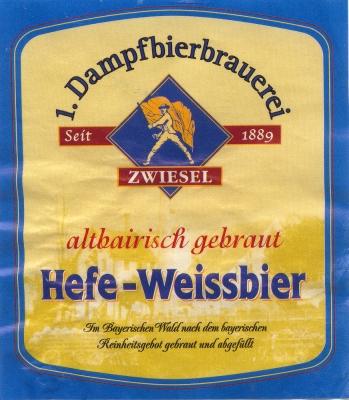 1. Dampfbierbrauerei
Seit 1889
ZWIESEL
altbairisch gebraut
Hefe-Weissbier
Im Bayerischen Wald nach dem bayerischen
Reinheitsgebot gebraut und abgefüllt